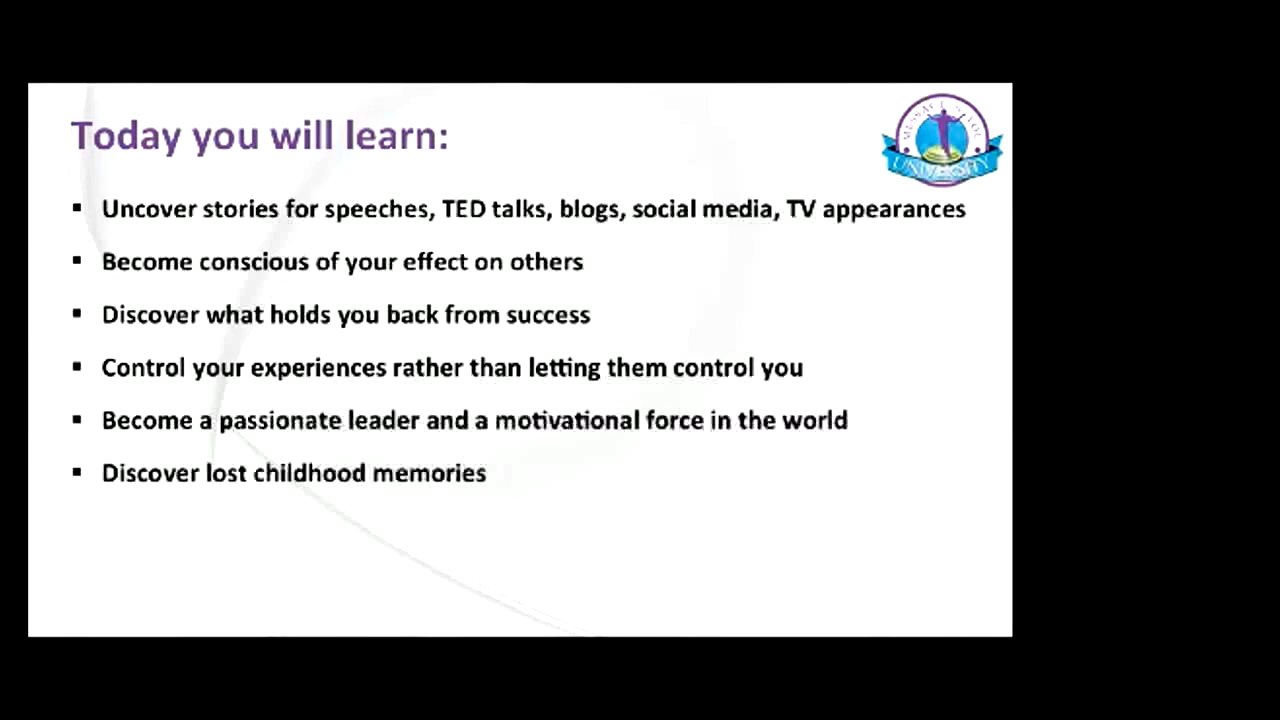 Today you will learn:
UNIVERSITY
▪ Uncover stories for speeches, TED talks, blogs, social media, TV appearances
▪ Become conscious of your effect on others
▪ Discover what holds you back from success
▪ Control your experiences rather than letting them control you
▪ Become a passionate leader and a motivational force in the world
▪ Discover lost childhood memories